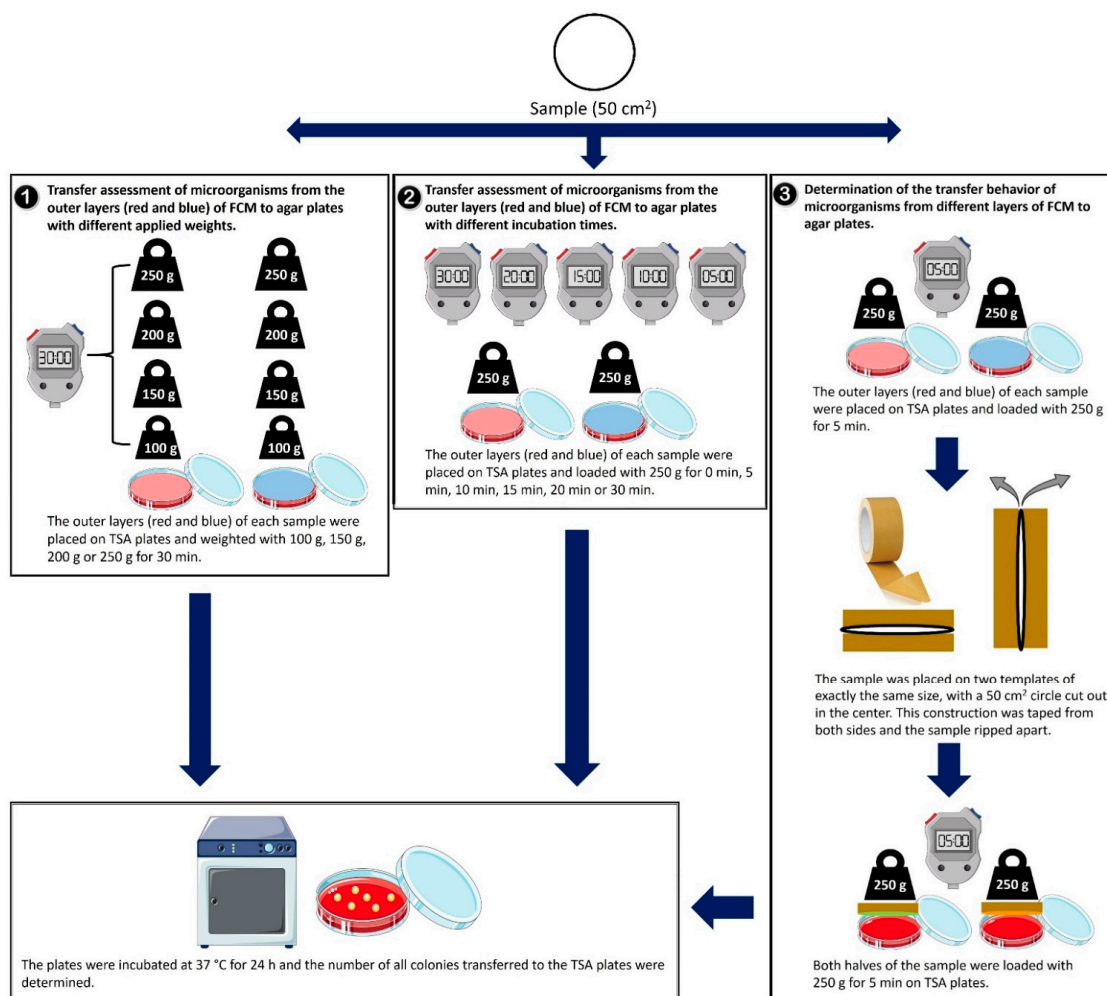 Sample (50 cm²)
1 Transfer assessment of microorganisms from the
outer layers (red and blue) of FCM to agar plates
with different applied weights.
250 g 250 g
200 g 200 g
30:00
150 g 150 g
100 g 100 g
The outer layers (red and blue) of each sample were
placed on TSA plates and weighted with 100 g, 150 g,
200 g or 250 g for 30 min.
2 Transfer assessment of microorganisms from the
outer layers (red and blue) of FCM to agar plates
with different incubation times.
30:00 20:00 15:00 10:00 05:00
250 g 250 g
The outer layers (red and blue) of each sample were
placed on TSA plates and loaded with 250 g for 0 min, 5
min, 10 min, 15 min, 20 min or 30 min.
3 Determination of the transfer behavior of
microorganisms from different layers of FCM to
agar plates.
05:00
250 g 250 g
The outer layers (red and blue) of each sample
were placed on TSA plates and loaded with 250 g
for 5 min.
The sample was placed on two templates of
exactly the same size, with a 50 cm² circle cut out
in the center. This construction was taped from
both sides and the sample ripped apart.
05:00
250 g 250 g
Both halves of the sample were loaded with
250 g for 5 min on TSA plates.
The plates were incubated at 37 °C for 24 h and the number of all colonies transferred to the TSA plates were
determined.